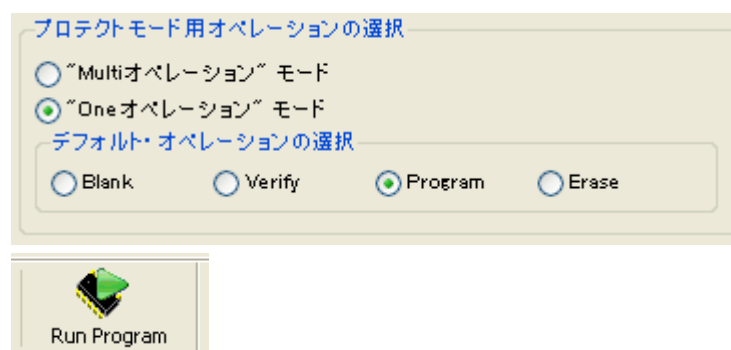 プロテクトモード用オペレーションの選択
"Multiオペレーション" モード
"Oneオペレーション" モード
デフォルト・オペレーションの選択
Blank Verify Program Erase
Run Program